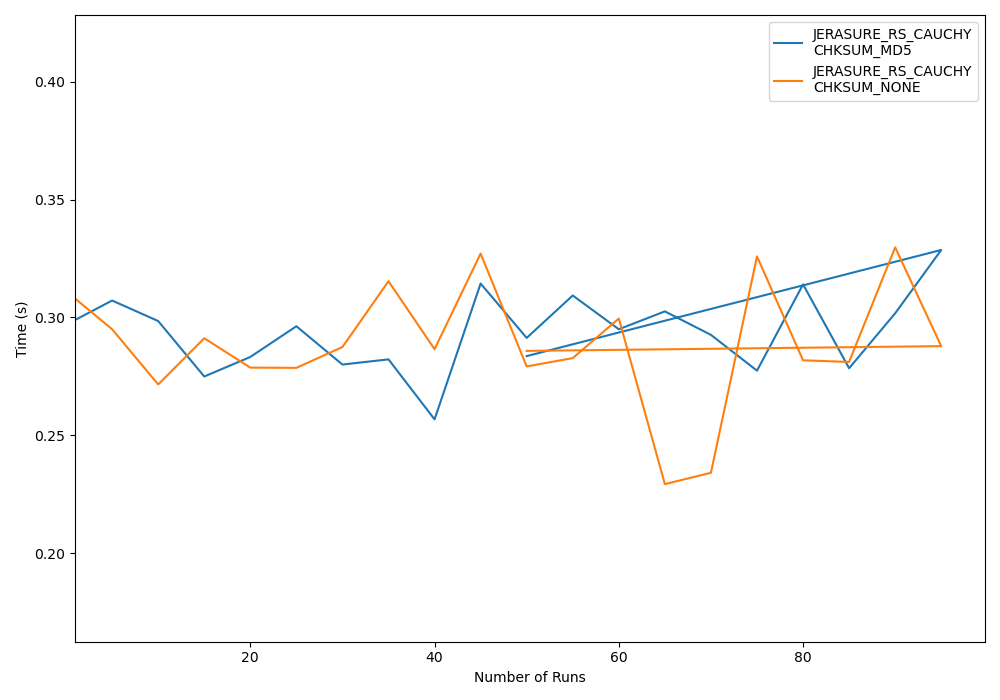 JERASURE_RS_CAUCHY
CHKSUM_MD5
JERASURE_RS_CAUCHY
CHKSUM_NONE
0.40
0.35
0.30
0.25
0.20
Time (s)
20 40 60 80
Number of Runs